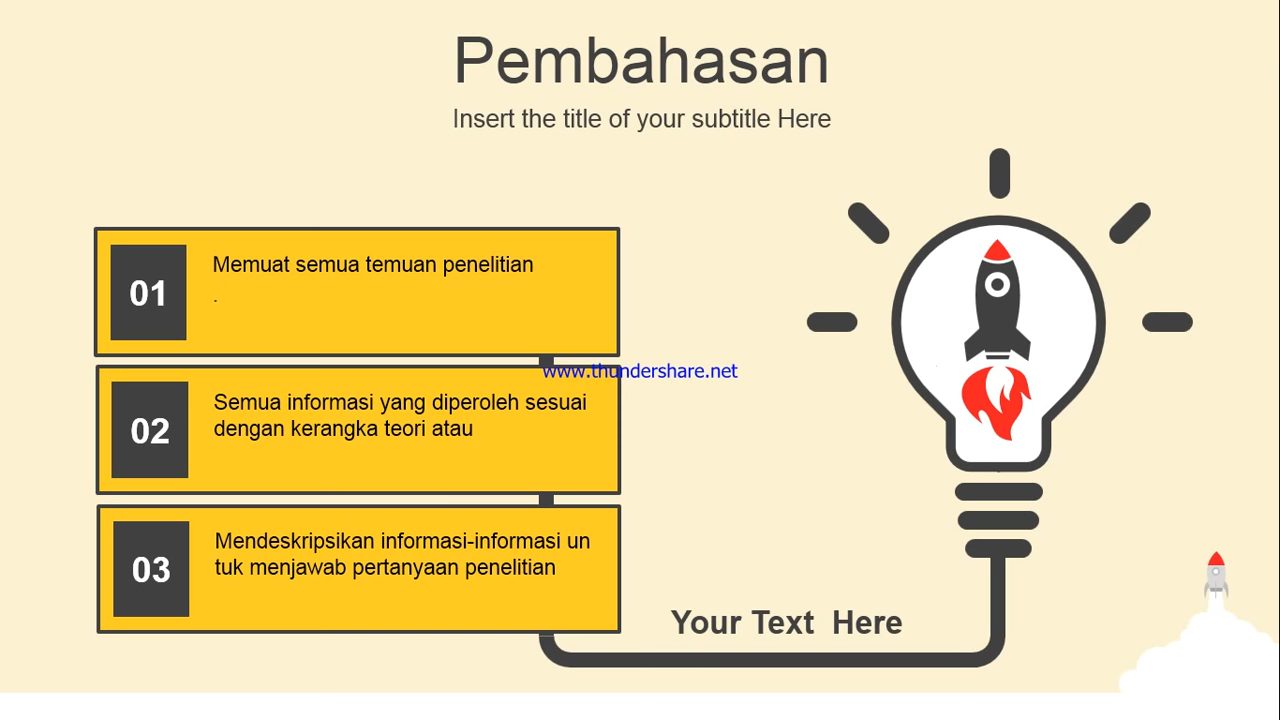 Pembahasan
Insert the title of your subtitle Here
01
Memuat semua temuan penelitian
.
www.thundershare.net
02
Semua informasi yang diperoleh sesuai
dengan kerangka teori atau
03
Mendeskripsikan informasi-informasi un
tuk menjawab pertanyaan penelitian
Your Text  Here